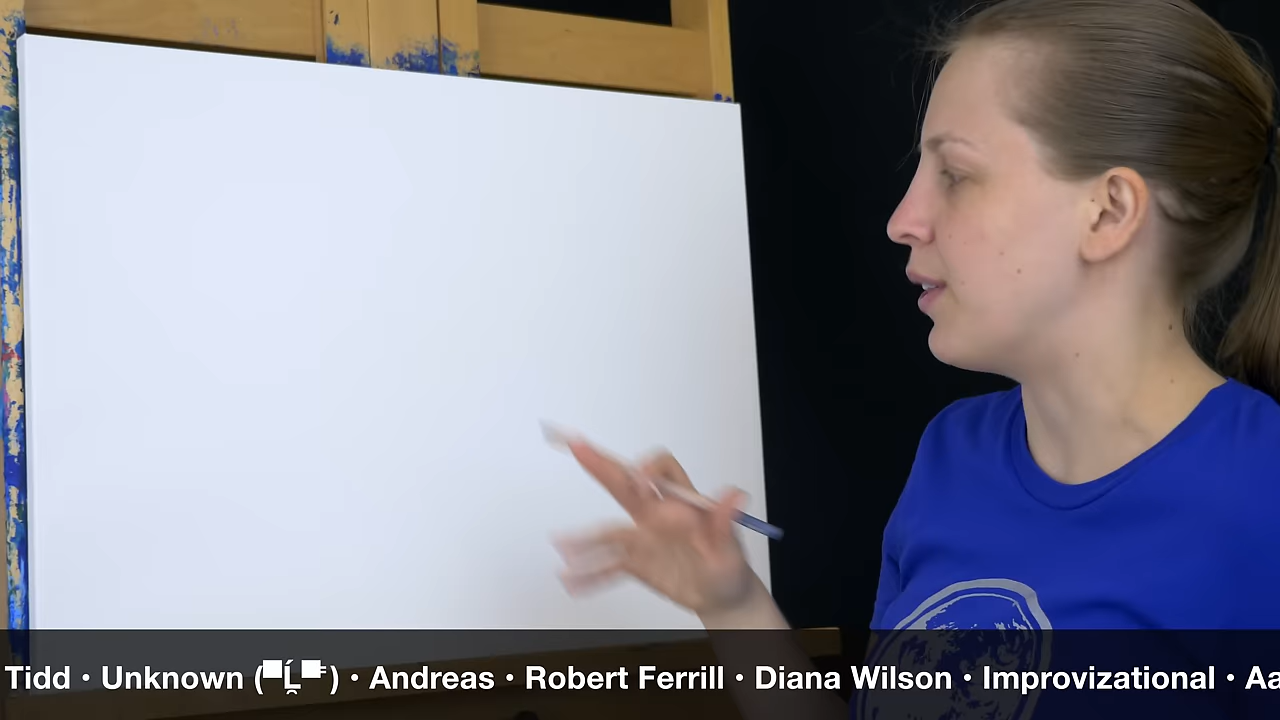 Tidd • Unknown (▀̿Ĺ̯▀̿ ̿) • Andreas • Robert Ferrill • Diana Wilson • Improvizational • Aa